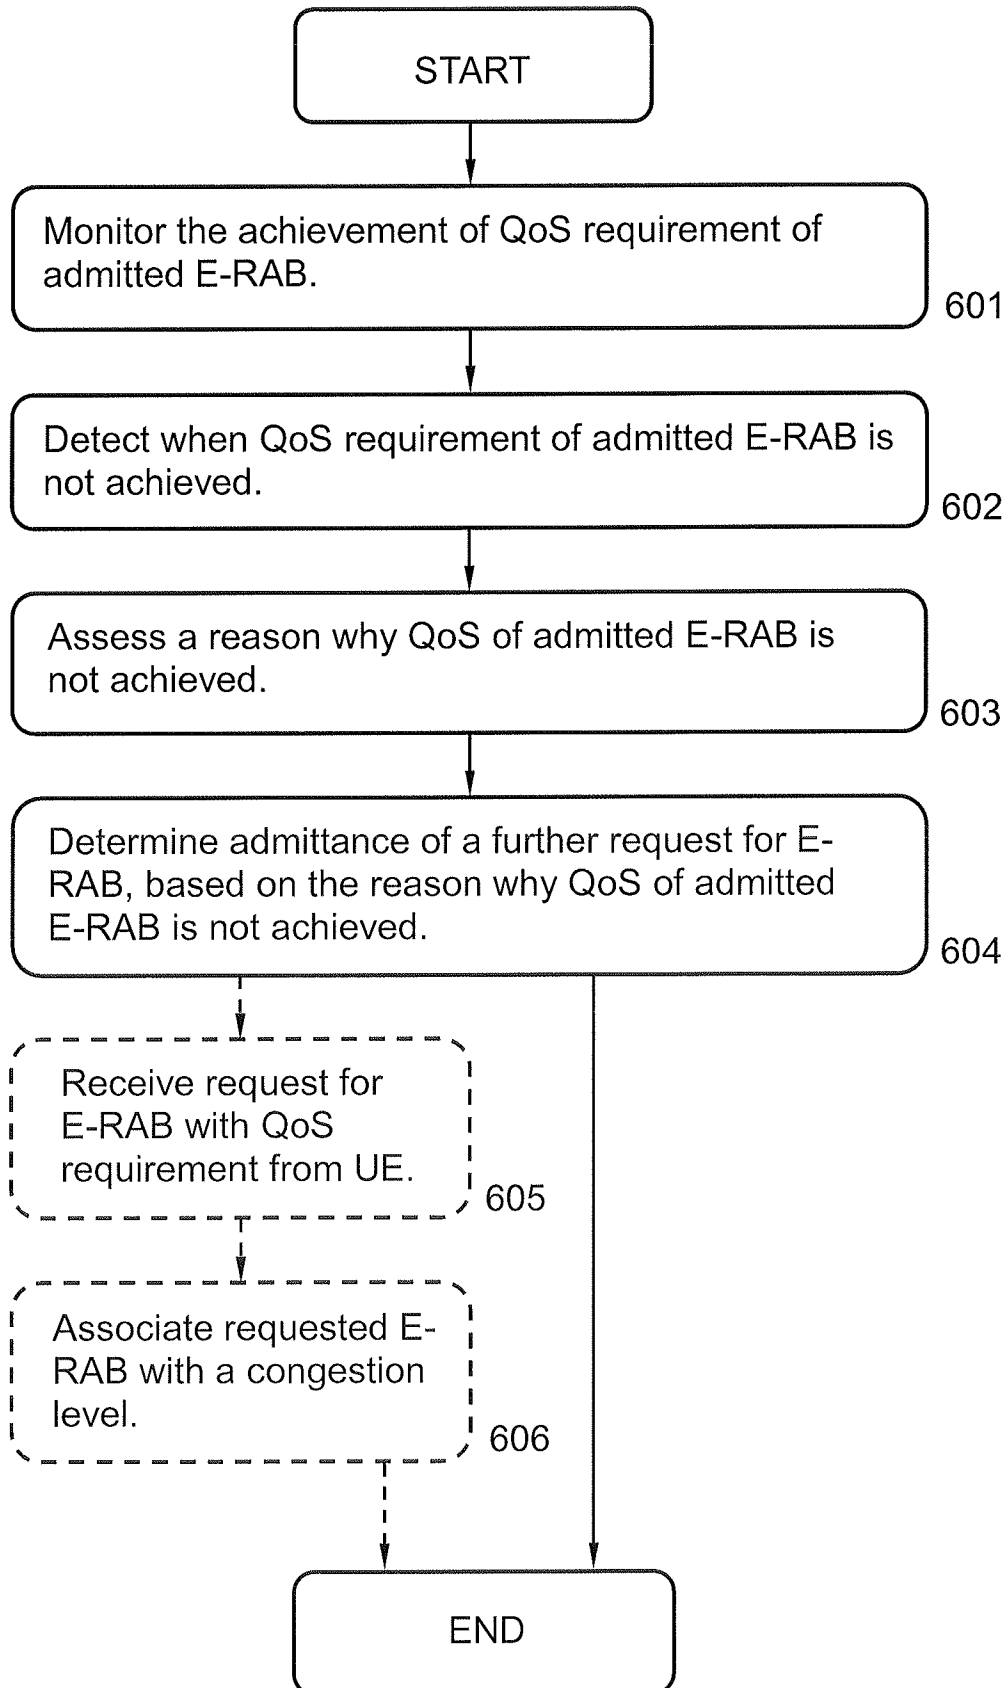 START
Monitor the achievement of QoS requirement of
admitted E-RAB.
601
Detect when QoS requirement of admitted E-RAB is
not achieved.
602
Assess a reason why QoS of admitted E-RAB is
not achieved.
603
Determine admittance of a further request for E-
RAB, based on the reason why QoS of admitted
E-RAB is not achieved.
604
Receive request for
E-RAB with QoS
requirement from UE.
605
Associate requested E-
RAB with a congestion
level.
606
END